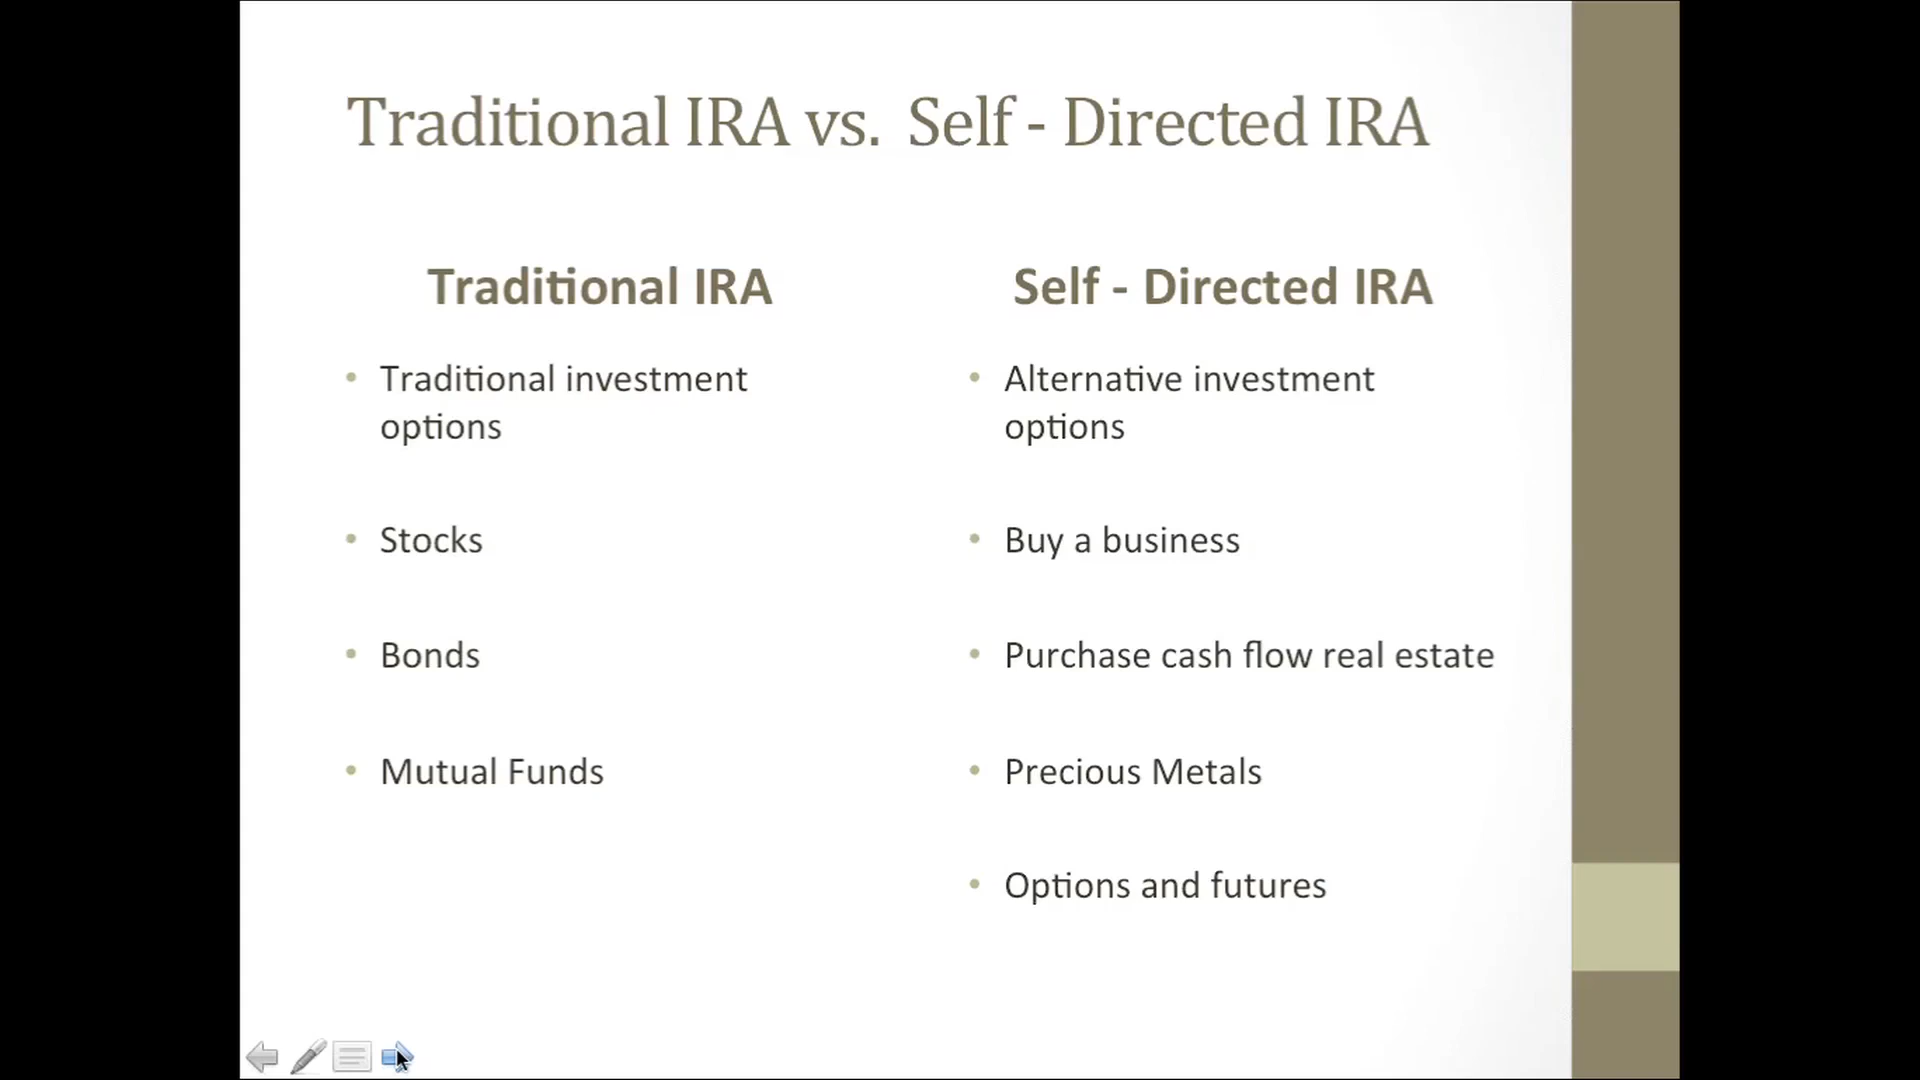 Traditional IRA vs. Self - Directed IRA
Traditional IRA
• Traditional investment
options
• Stocks
• Bonds
• Mutual Funds
Self - Directed IRA
• Alternative investment
options
• Buy a business
• Purchase cash flow real estate
• Precious Metals
• Options and futures